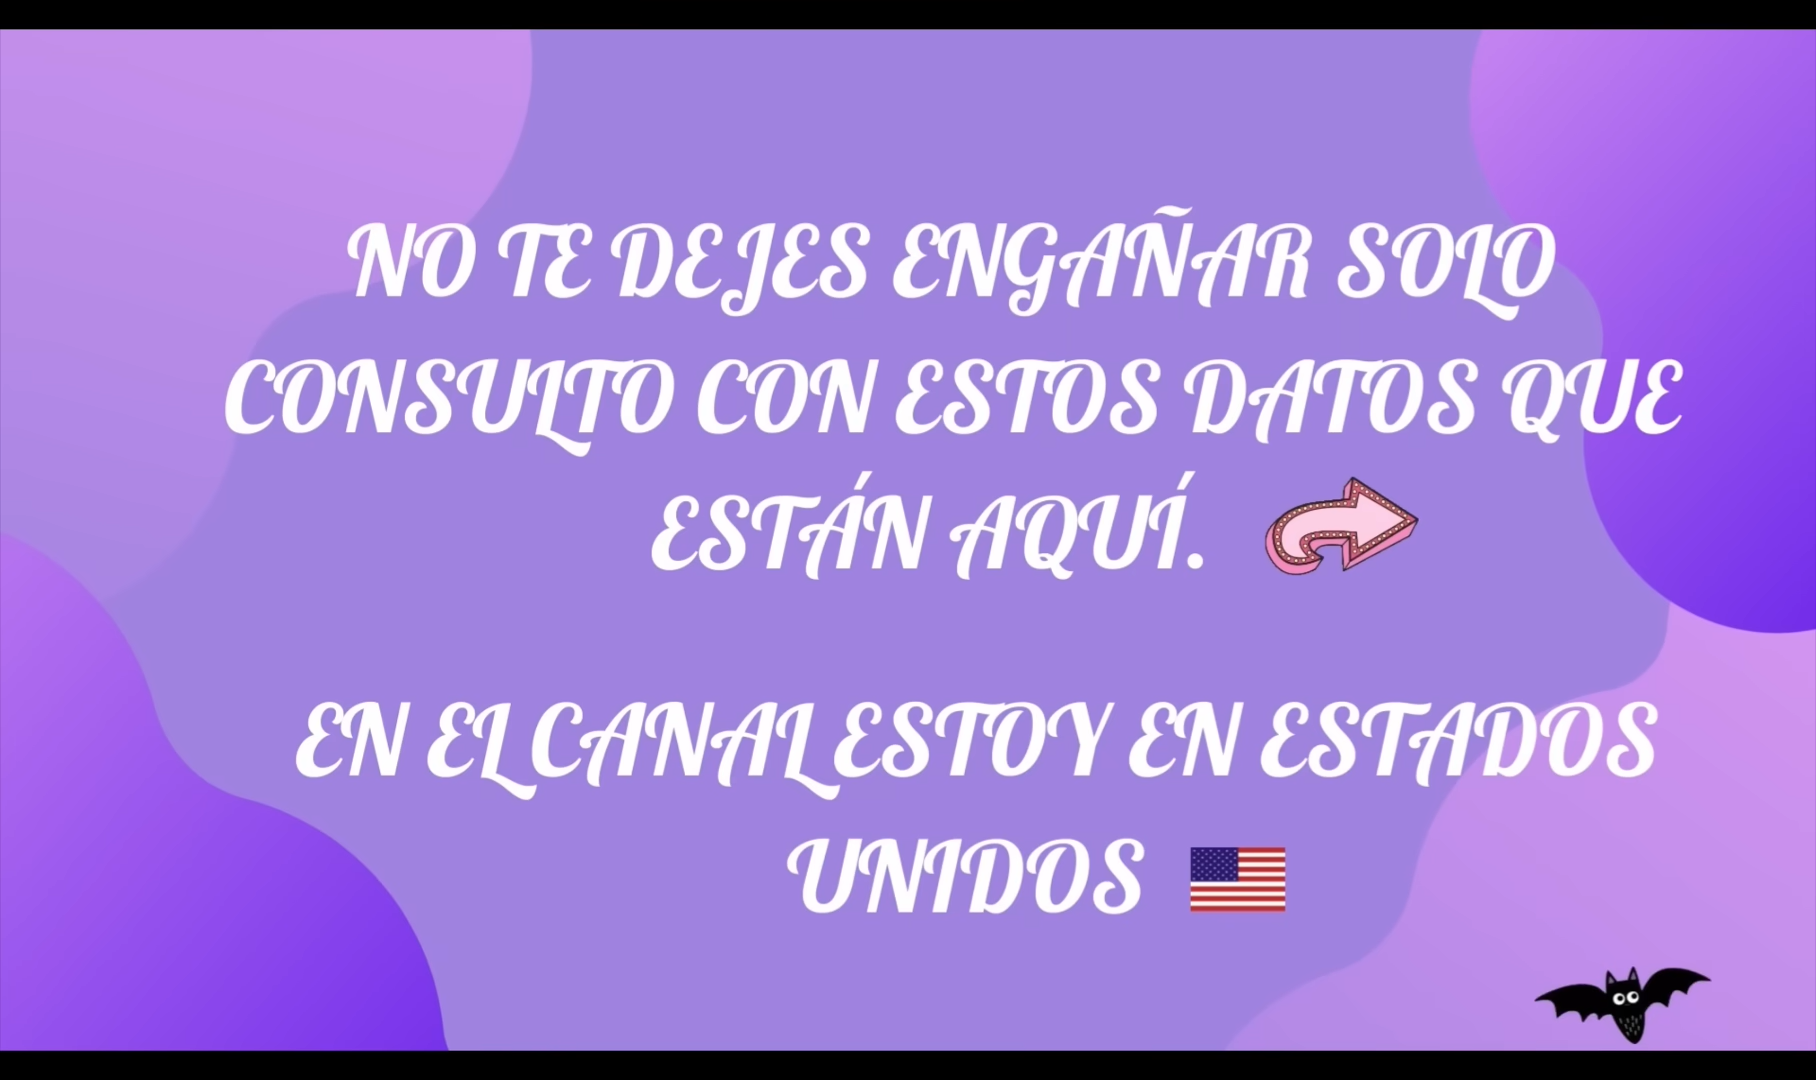 NO TE DEJES ENGAÑAR SOLO
CONSULTO CON ESTOS DATOS QUE
ESTÁN AQUÍ.
EN EL CANAL ESTOY EN ESTADOS
UNIDOS